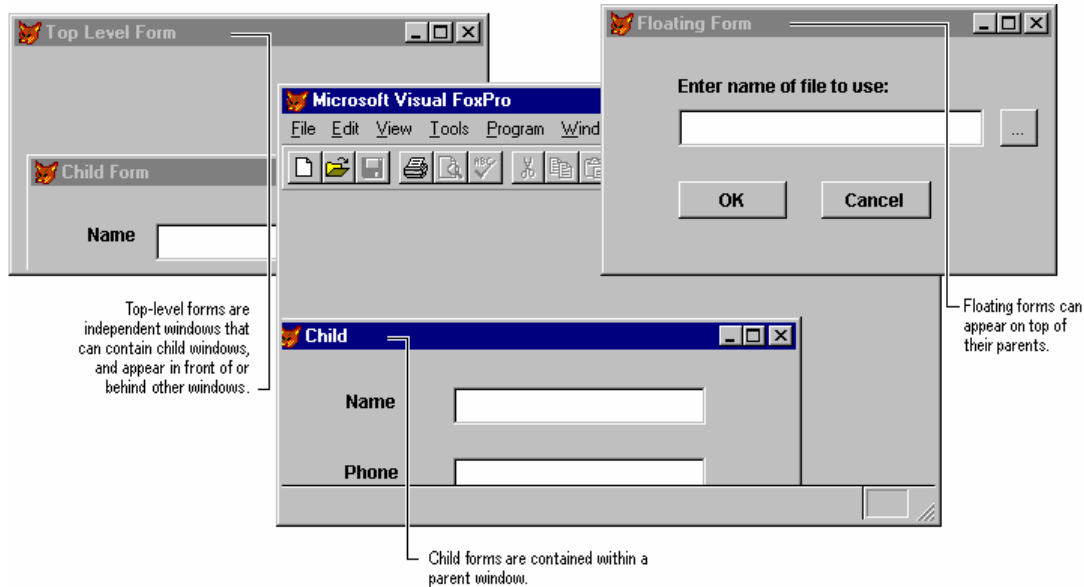 Top Level Form
Child Form
Name
Top-level forms are
independent windows that
can contain child windows,
and appear in front of or
behind other windows.
Microsoft Visual FoxPro
File Edit View Tools Program Wind
ABC
Child
Name
Phone
Child forms are contained within a
parent window.
Floating Form
Enter name of file to use:
...
OK Cancel
Floating forms can
appear on top of
their parents.